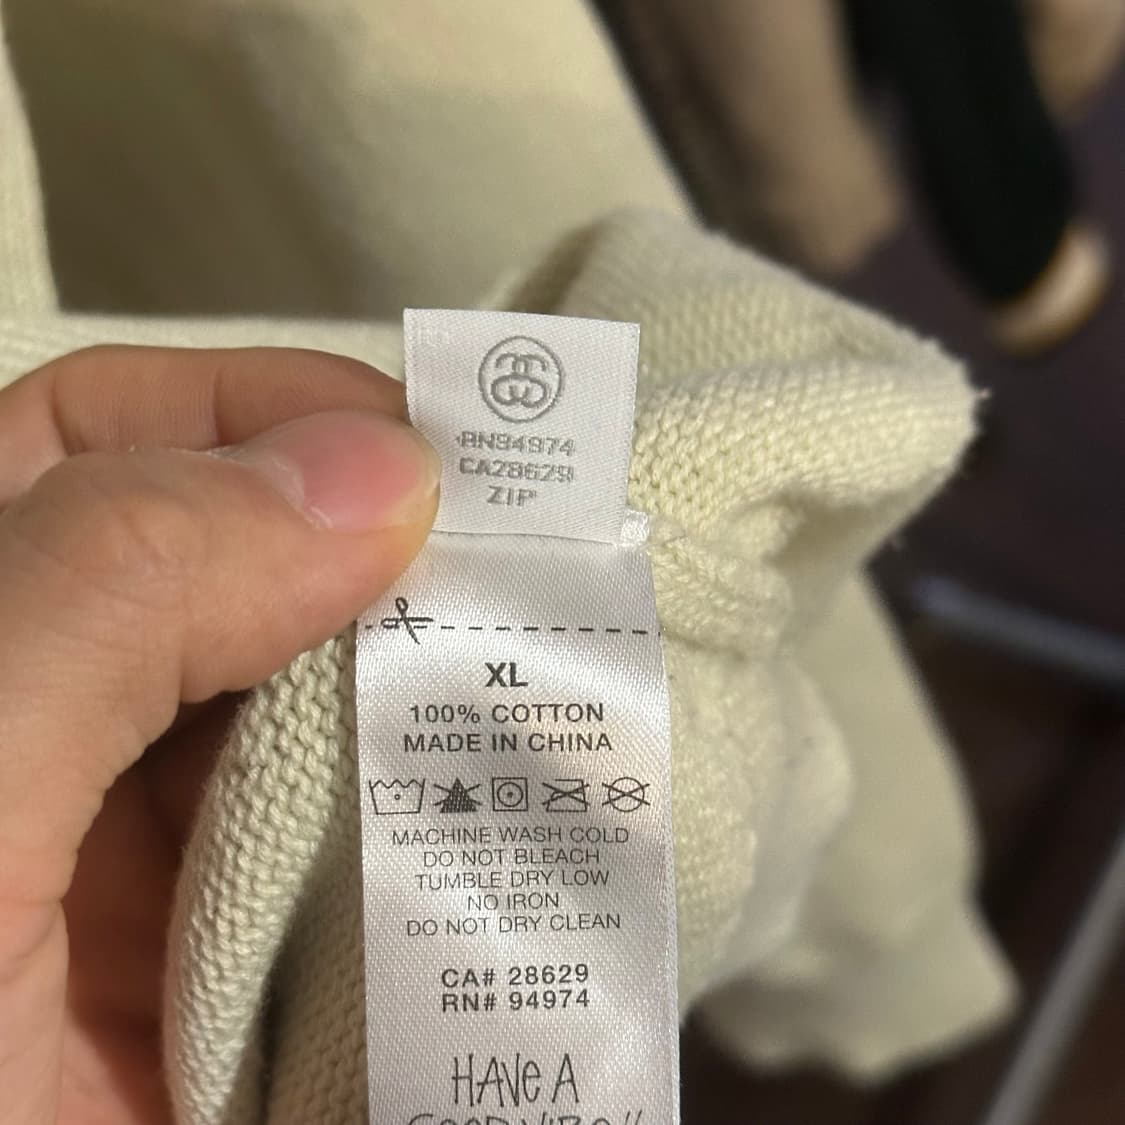 RN94974
CA28629
ZIP
XL
100% COTTON
MADE IN CHINA
MACHINE WASH COLD
DO NOT BLEACH
TUMBLE DRY LOW
NO IRON
DO NOT DRY CLEAN
CA# 28629
RN# 94974
HAVe A